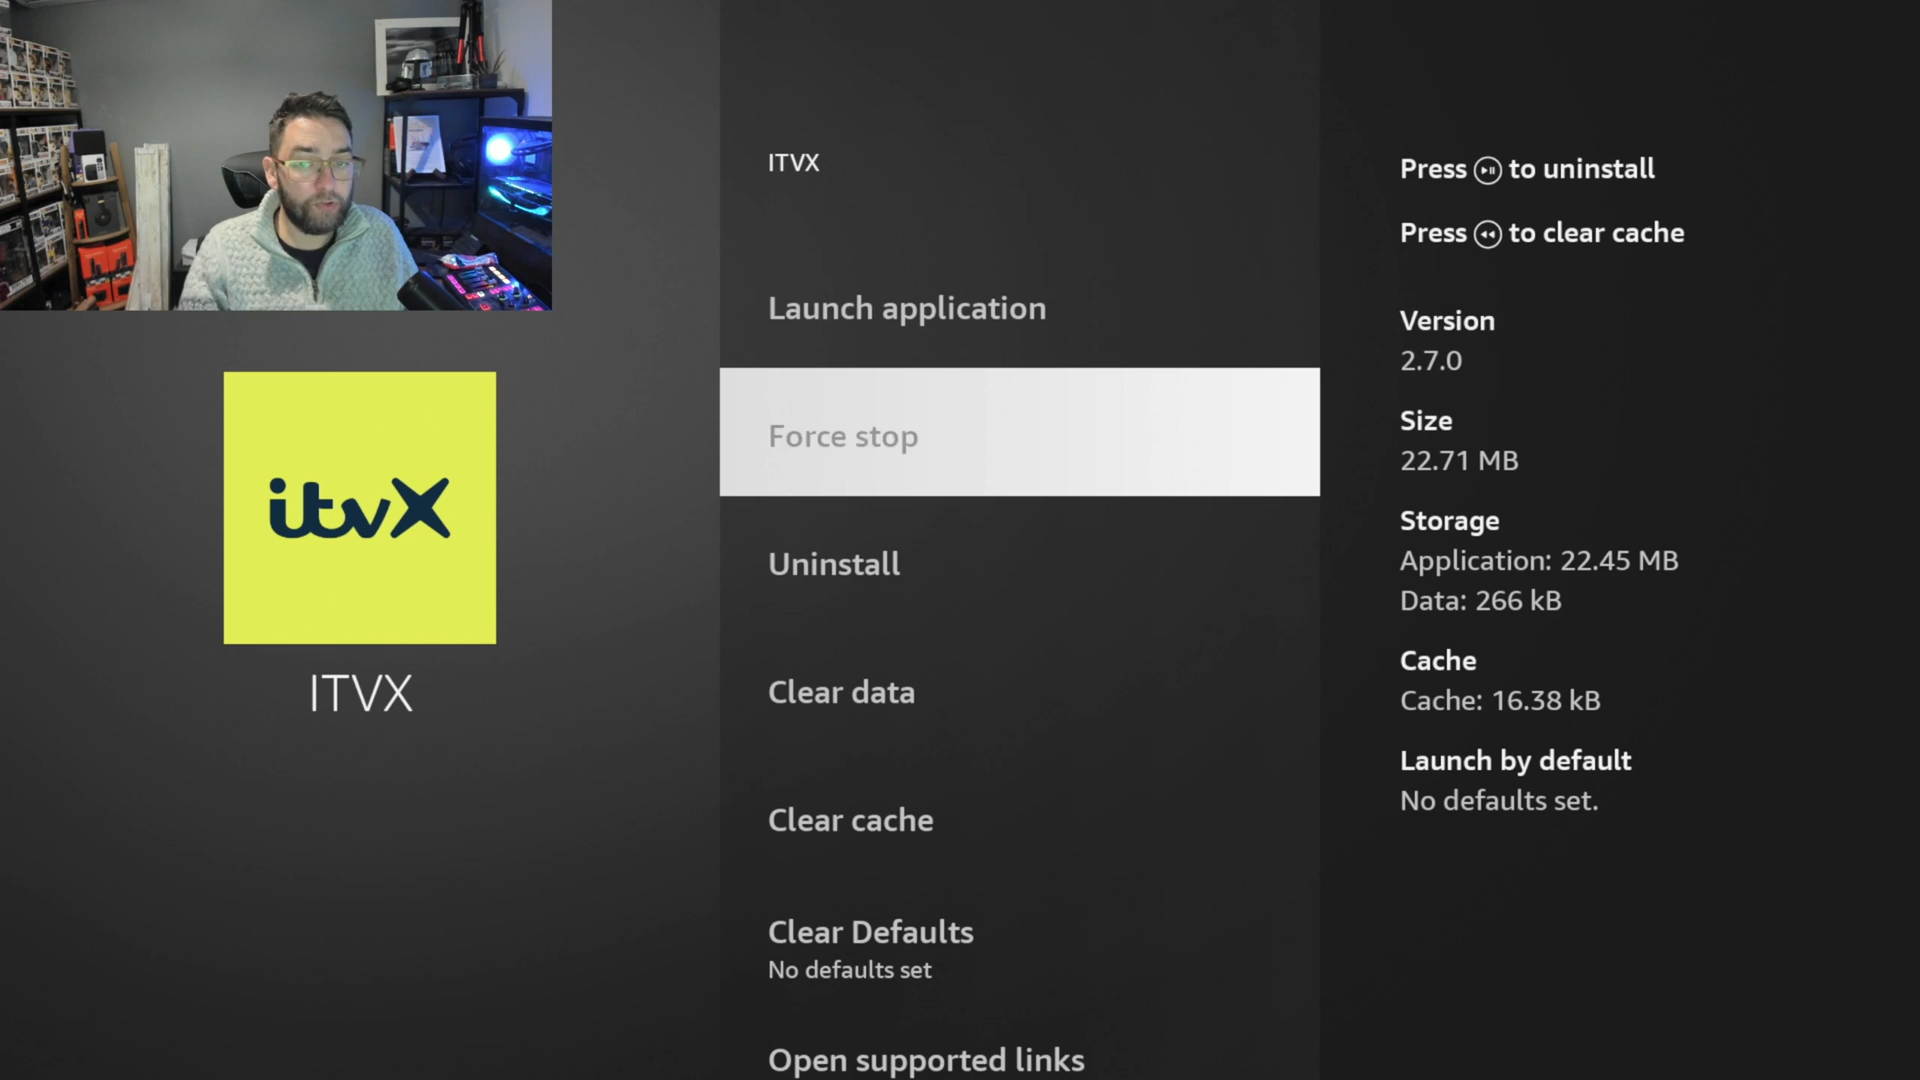 ITVX
Launch application
Force stop
Uninstall
Clear data
Clear cache
Clear Defaults
No defaults set
Open supported links
itvX
ITVX
Press to uninstall
Press to clear cache
Version
2.7.0
Size
22.71 MB
Storage
Application: 22.45 MB
Data: 266 kB
Cache
Cache: 16.38 kB
Launch by default
No defaults set.